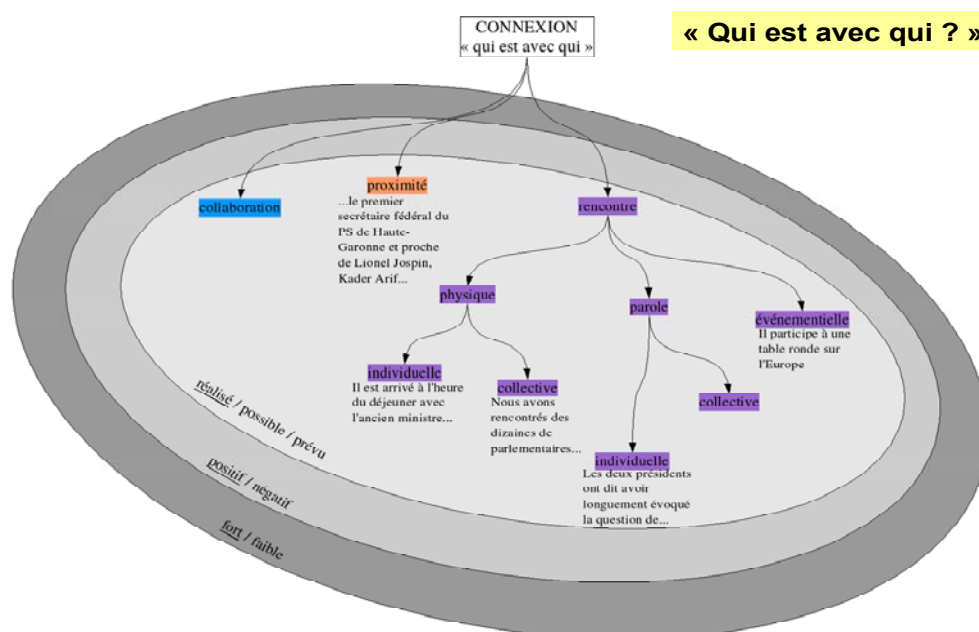 CONNEXION
« qui est avec qui »
« Qui est avec qui ? »
collaboration
proximité
...le premier
secrétaire fédéral du
PS de Haute-
Garonne et proche
de Lionel Jospin,
Kader Arif...
rencontre
physique
parole
événementielle
Il participe à une
table ronde sur
l'Europe
individuelle
Il est arrivé à l'heure
du déjeuner avec
l'ancien ministre...
collective
Nous avons
rencontrés des
dizaines de
parlementaires...
collective
individuelle
Les deux présidents
ont dit avoir
longuement évoqué
la question de...
réalisé / possible / prévu
positif / négatif
fort / faible